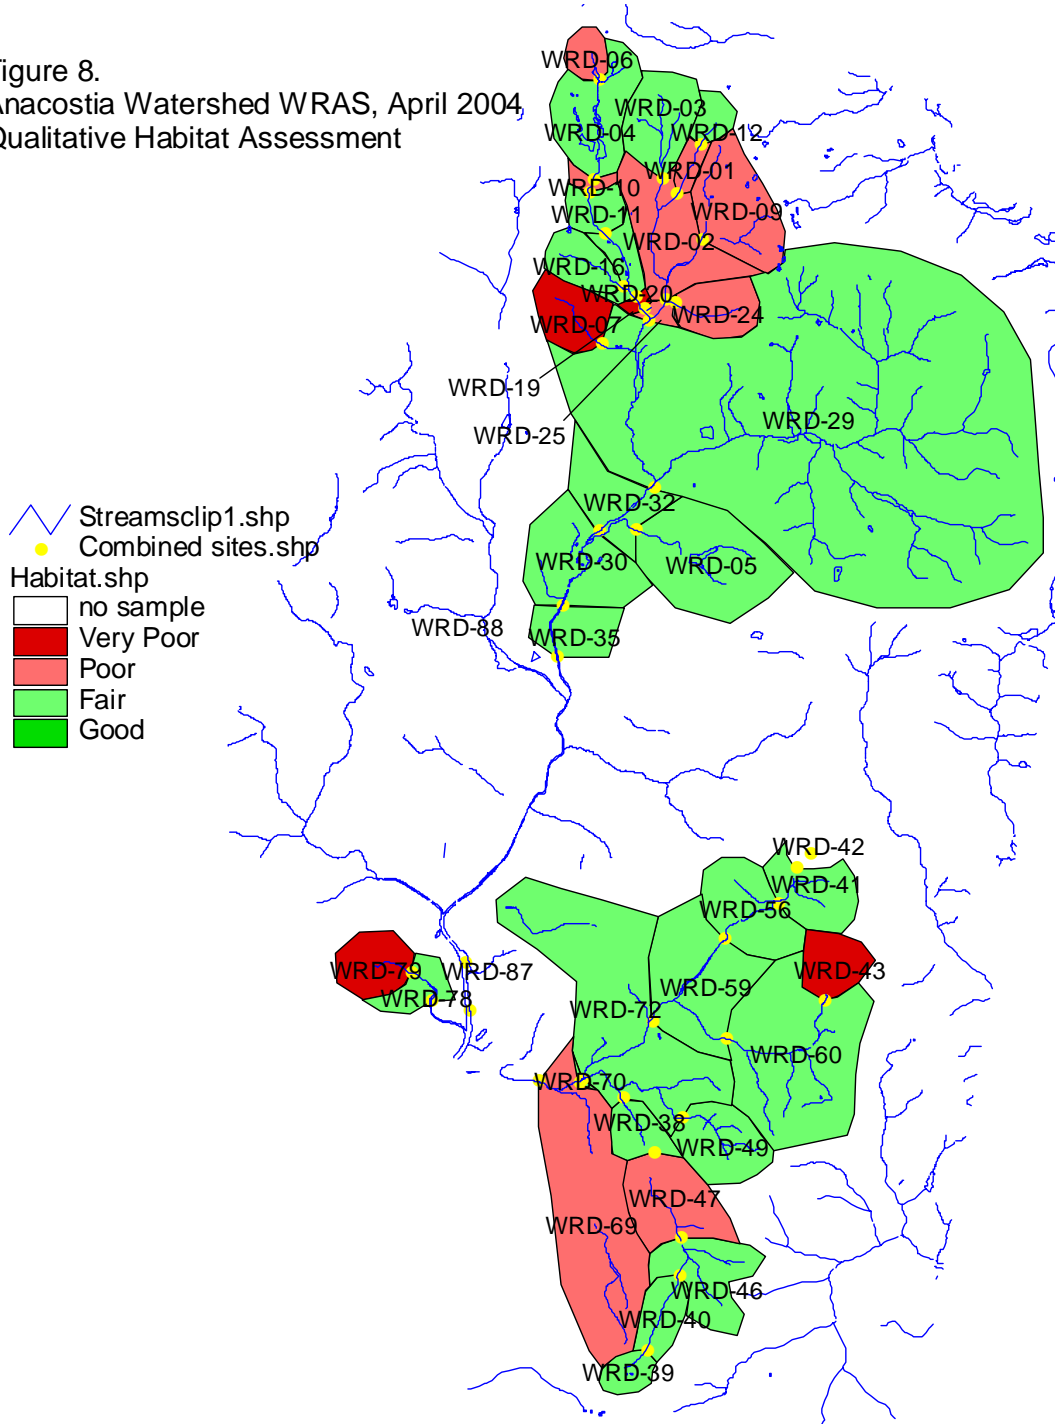 igure 8.
Anacostia Watershed WRAS, April 2004
Qualitative Habitat Assessment
WRD-06
WRD-03
WRD-04
WRD-12
WRD-01
WRD-10
WRD-09
WRD-11
WRD-02
WRD-16
WRD-20
WRD-24
WRD-07
WRD-19
WRD-29
WRD-25
WRD-32
WRD-30
WRD-05
WRD-88
WRD-35
Streamsclip1.shp
Combined sites.shp
Habitat.shp
no sample
Very Poor
Poor
Fair
Good
WRD-42
WRD-41
WRD-56
WRD-79
WRD-87
WRD-43
WRD-78
WRD-59
WRD-72
WRD-60
WRD-70
WRD-38
WRD-49
WRD-47
WRD-69
WRD-46
WRD-40
WRD-39